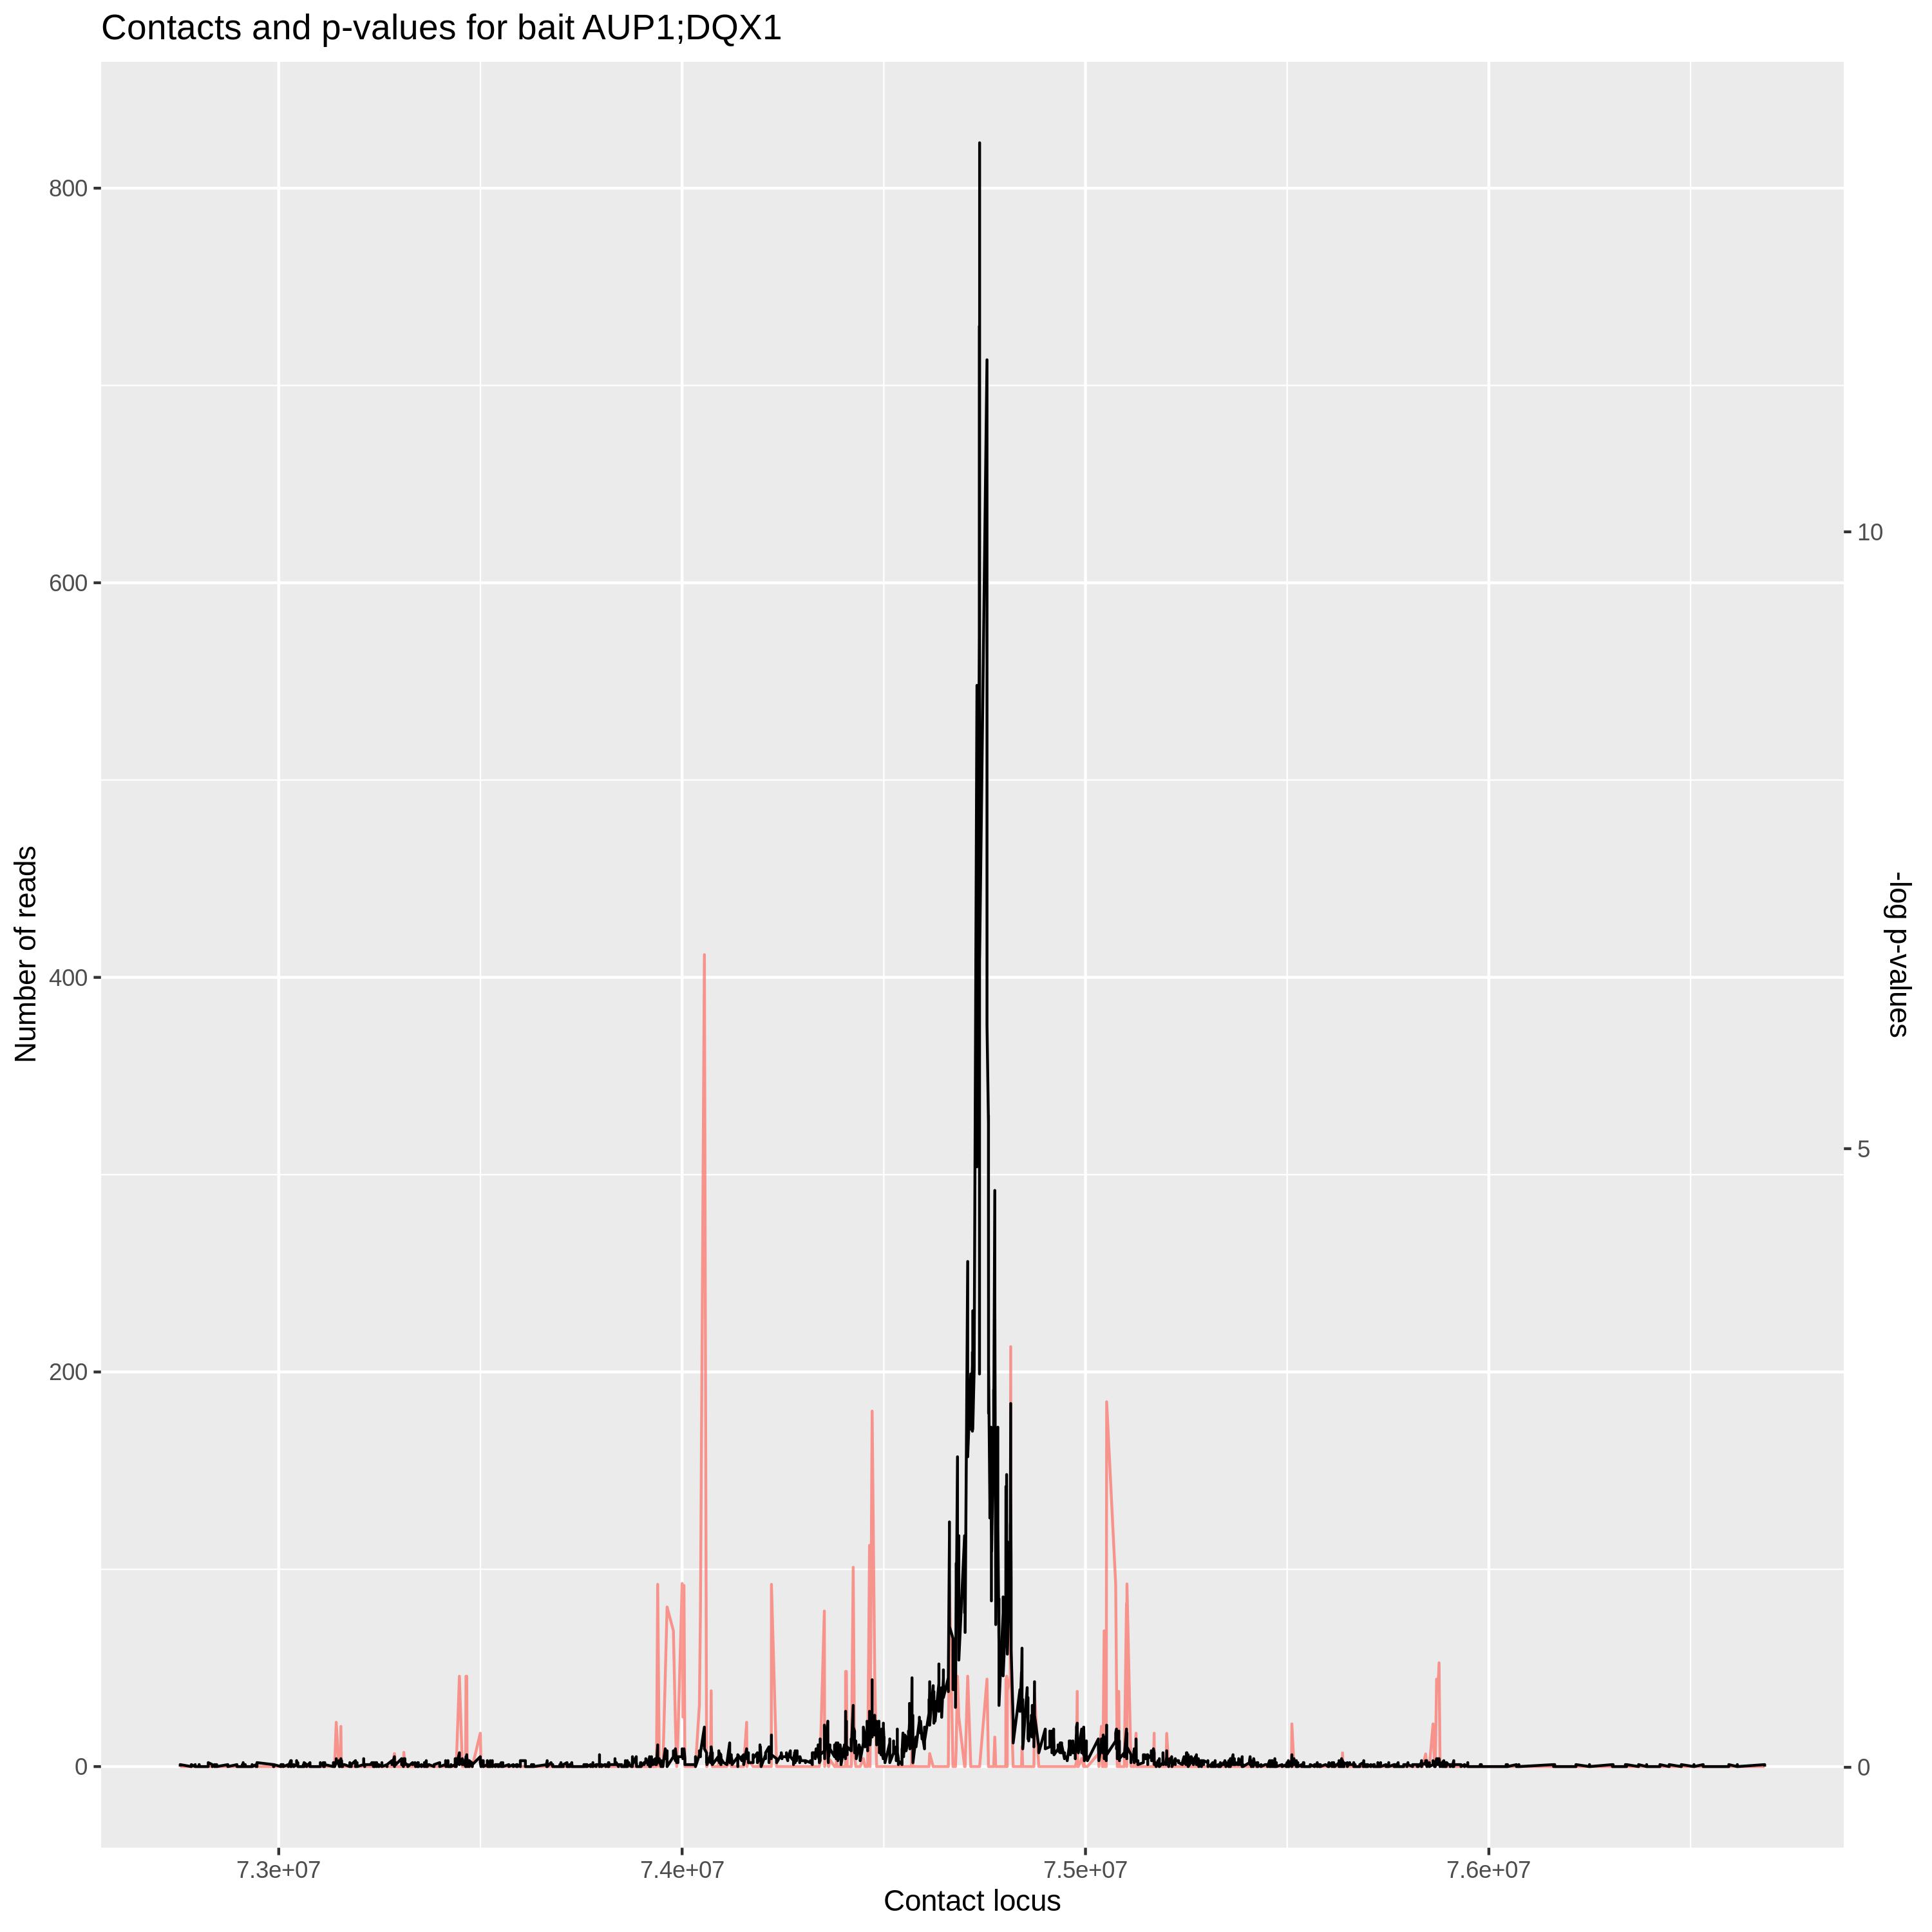 Contacts and p-values for bait AUP1;DQX1
800
600
400
200
0
Number of reads
10
5
0
-log p-values
7.3e+07
7.4e+07
7.5e+07
7.6e+07
Contact locus